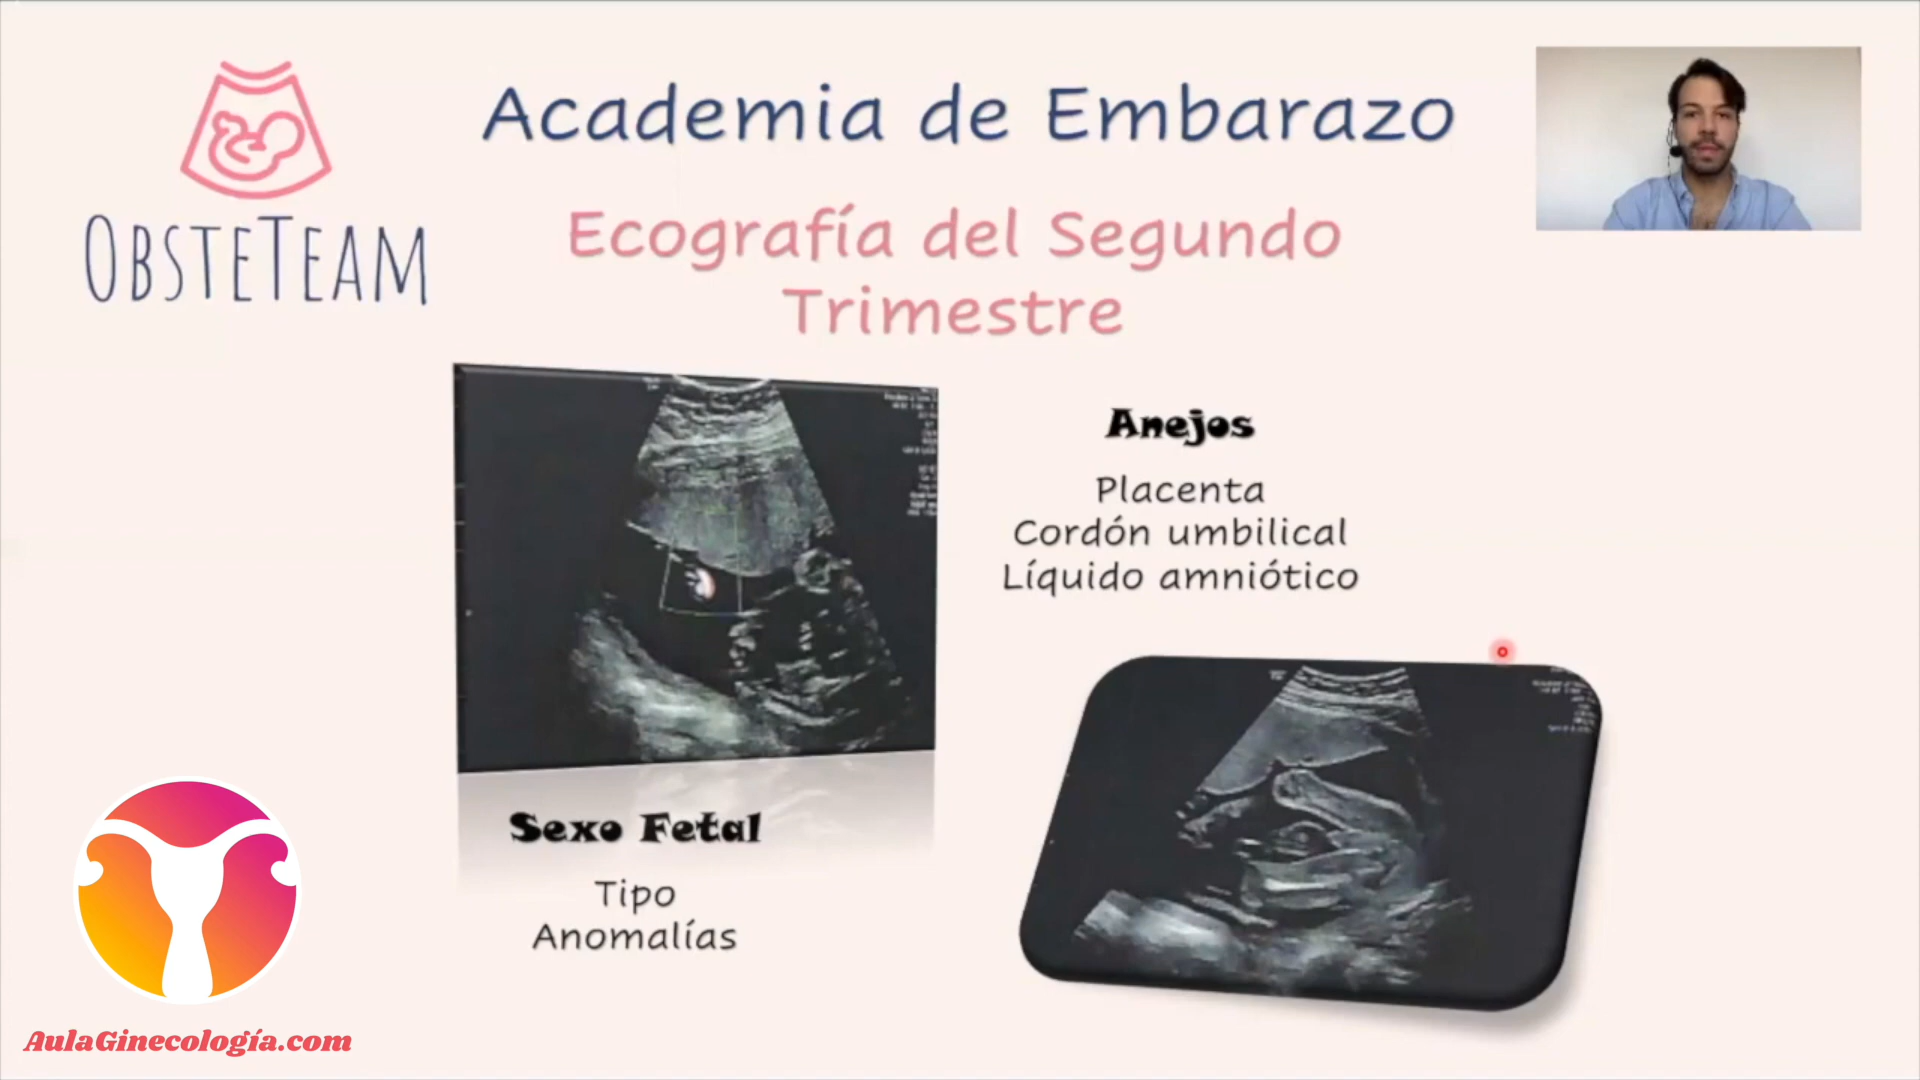 Academia de Embarazo
ObsteTeam
Ecografía del Segundo
Trimestre
Anejos
Placenta
Cordón umbilical
Líquido amniótico
Sexo Fetal
Tipo
Anomalías
AulaGinecología.com